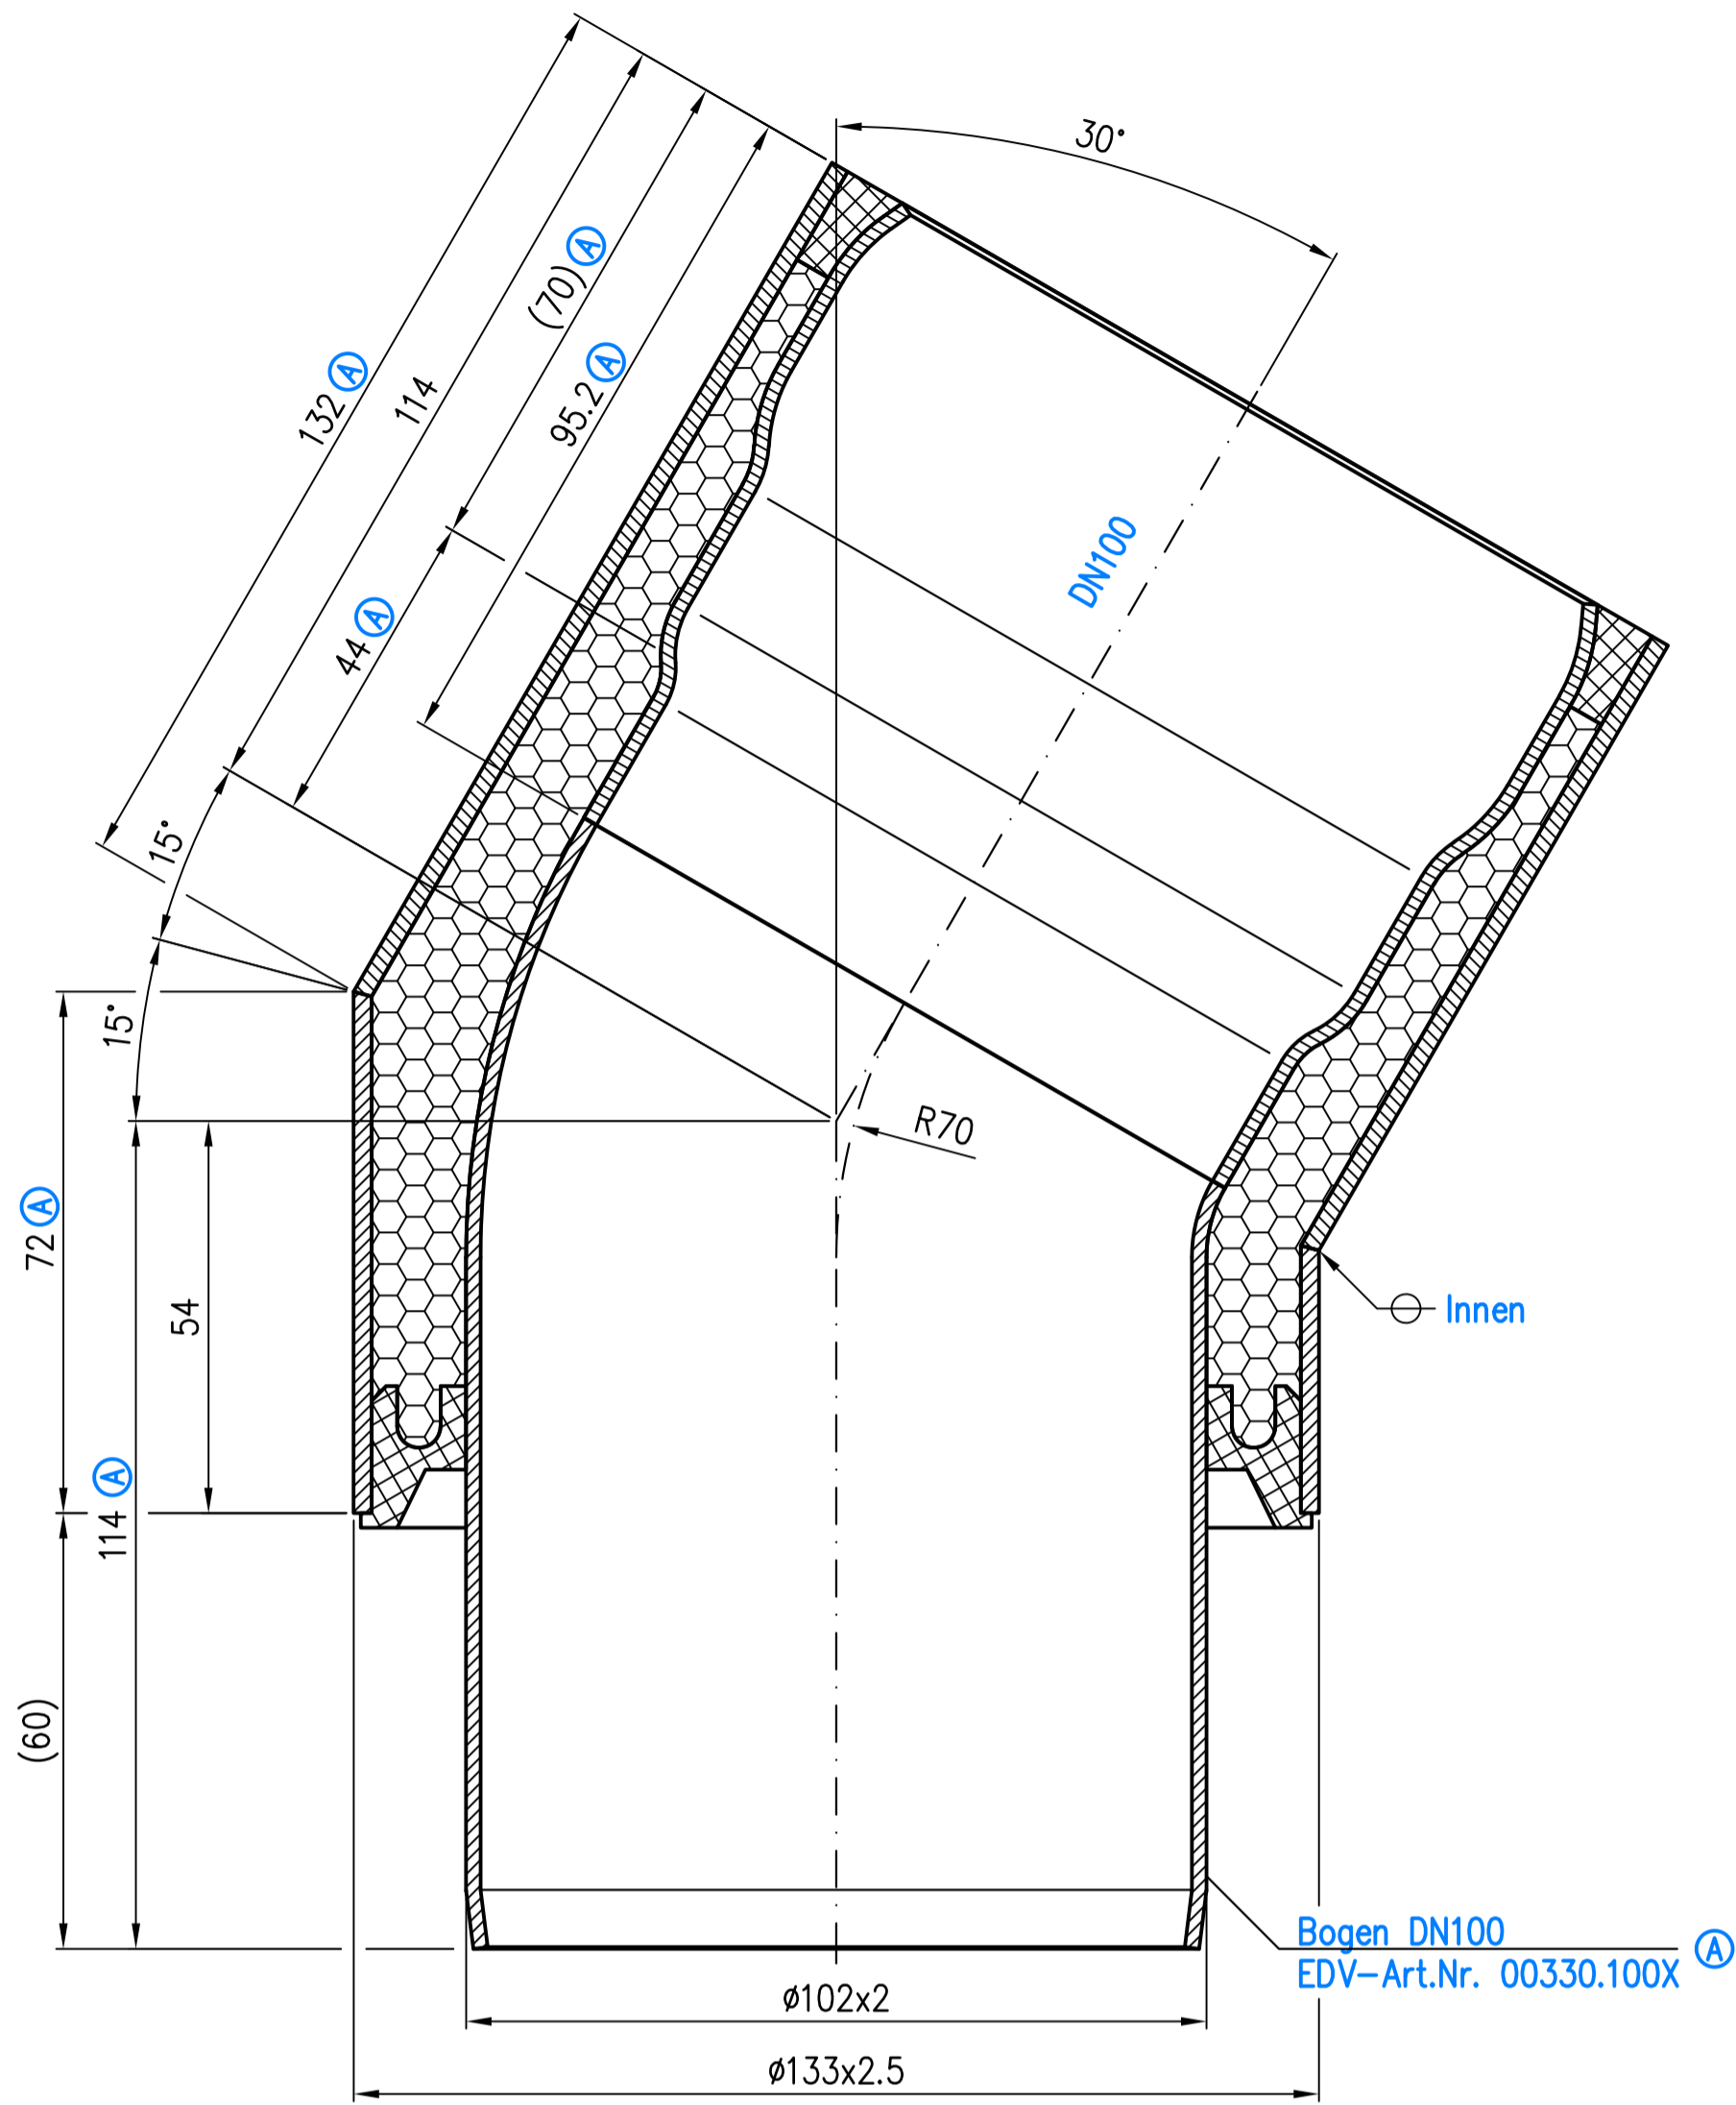 30°
(70) A
132 A
114
95.2 A
DN100
44 A
15°
15°
R70
72 A
54
Innen
114 A
(60)
Bogen DN100
A
EDV-Art.Nr. 00330.100X
ø102x2
ø133x2.5